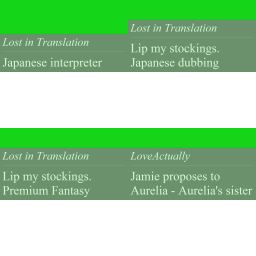 Lost in Translation
Japanese interpreter
Lost in Translation
Lip my stockings.
Japanese dubbing
Lost in Translation
Lip my stockings.
Premium Fantasy
LoveActually
Jamie proposes to
Aurelia - Aurelia's sister